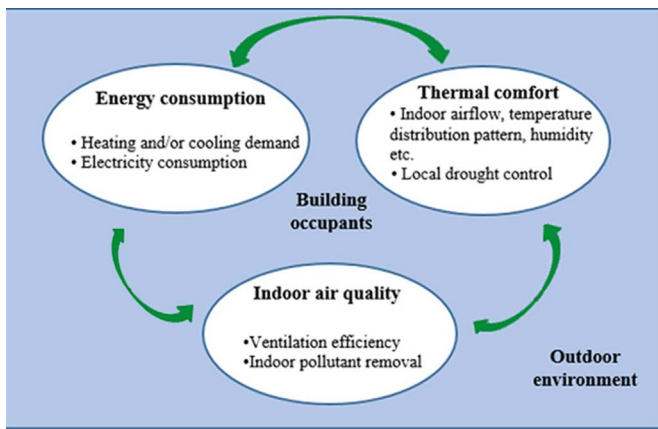 Energy consumption
• Heating and/or cooling demand
• Electricity consumption
Thermal comfort
• Indoor airflow, temperature
distribution pattern, humidity
etc.
• Local drought control
Building
occupants
Indoor air quality
•Ventilation efficiency
•Indoor pollutant removal
Outdoor
environment